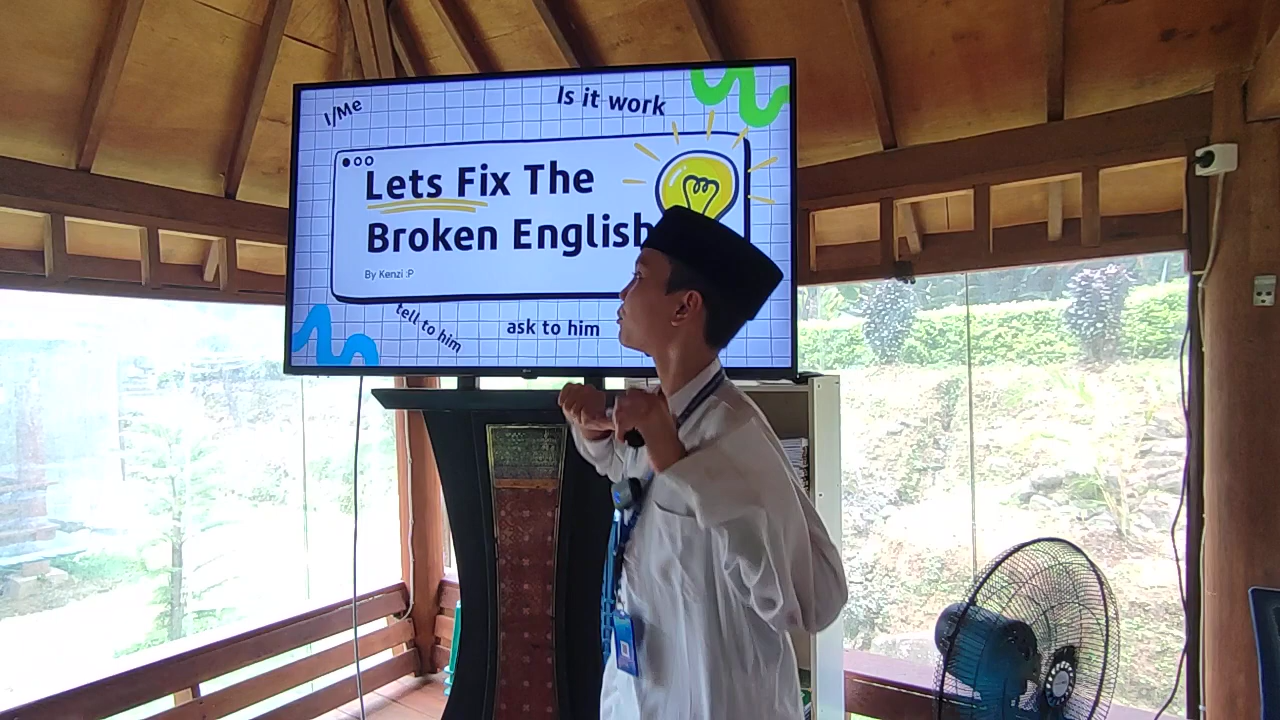 I/Me
Is it work
Lets Fix The
Broken English
By Kenzi :P
tell to him
ask to him